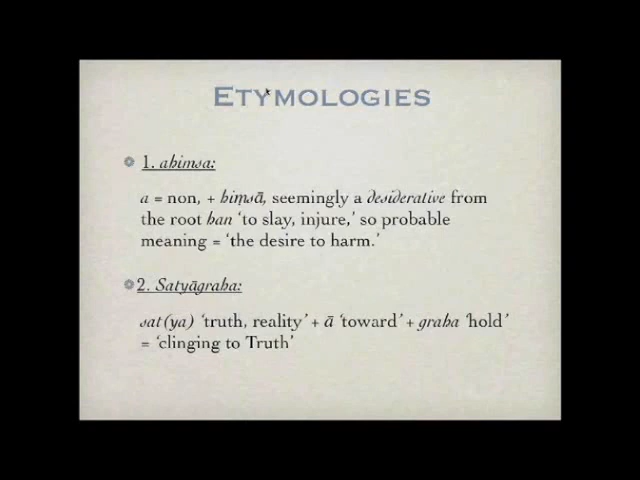 ETYMOLOGIES
1. ahimsa:
a = non, + hiṃsā, seemingly a desiderative from
the root han ‘to slay, injure,’ so probable
meaning = ‘the desire to harm.’
2. Satyāgraha:
sat(ya) ‘truth, reality’ + ā ‘toward’ + graha ‘hold’
= ‘clinging to Truth’